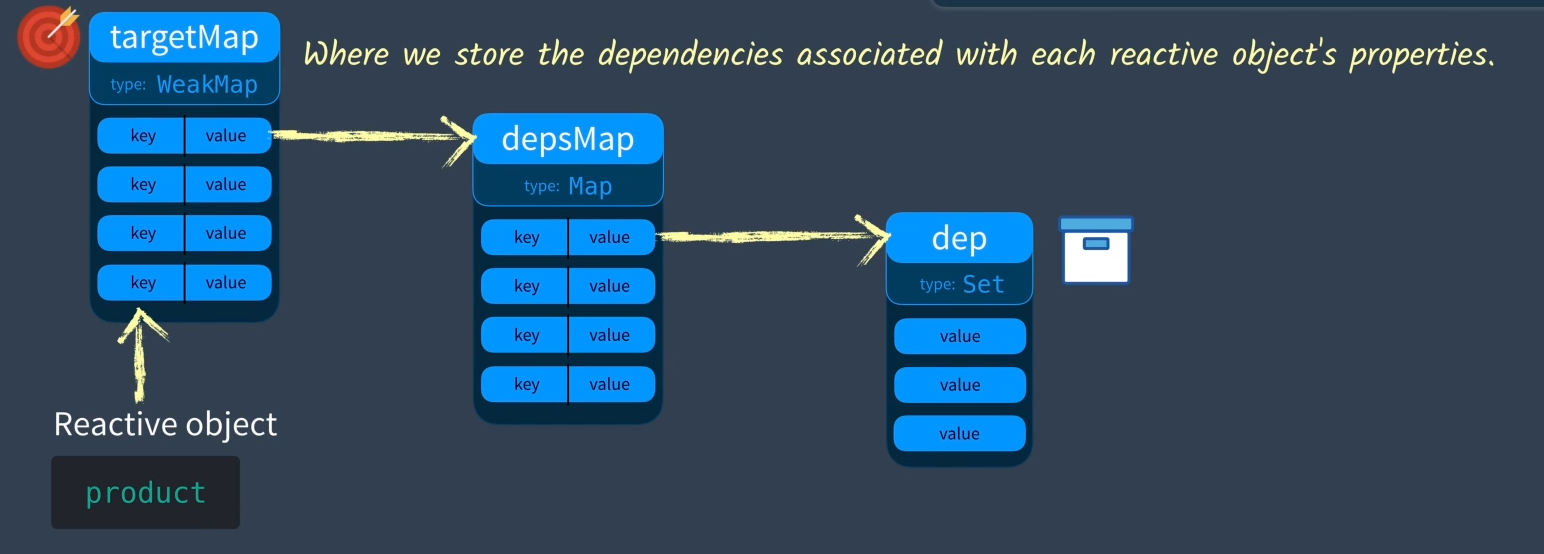 targetMap
type: WeakMap
key value
key value
key value
key value
Where we store the dependencies associated with each reactive object's properties.
depsMap
type: Map
key value
key value
key value
key value
dep
type: Set
value
value
value
Reactive object
product